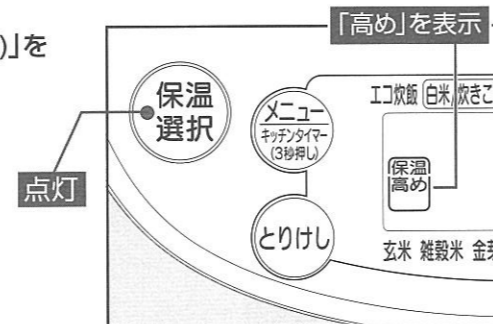 )」を
「高め」を表示
保温
選択
点灯
メニュー
キッチンタイマー
(3秒押し)
とりけし
エコ炊飯 白米 炊きこ
保温
高め
玄米 雑穀米 金芽